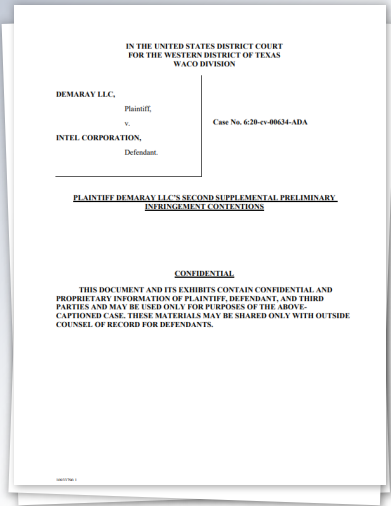 IN THE UNITED STATES DISTRICT COURT
FOR THE WESTERN DISTRICT OF TEXAS
WACO DIVISION
DEMARAY LLC,
Plaintiff,
v.
INTEL CORPORATION,
Defendant.
Case No. 6:20-cv-00634-ADA
PLAINTIFF DEMARAY LLC'S SECOND SUPPLEMENTAL PRELIMINARY
INFRINGEMENT CONTENTIONS
CONFIDENTIAL
THIS DOCUMENT AND ITS EXHIBITS CONTAIN CONFIDENTIAL AND
PROPRIETARY INFORMATION OF PLAINTIFF, DEFENDANT, AND THIRD
PARTIES AND MAY BE USED ONLY FOR PURPOSES OF THE ABOVE-
CAPTIONED CASE. THESE MATERIALS MAY BE SHARED ONLY WITH OUTSIDE
COUNSEL OF RECORD FOR DEFENDANTS.